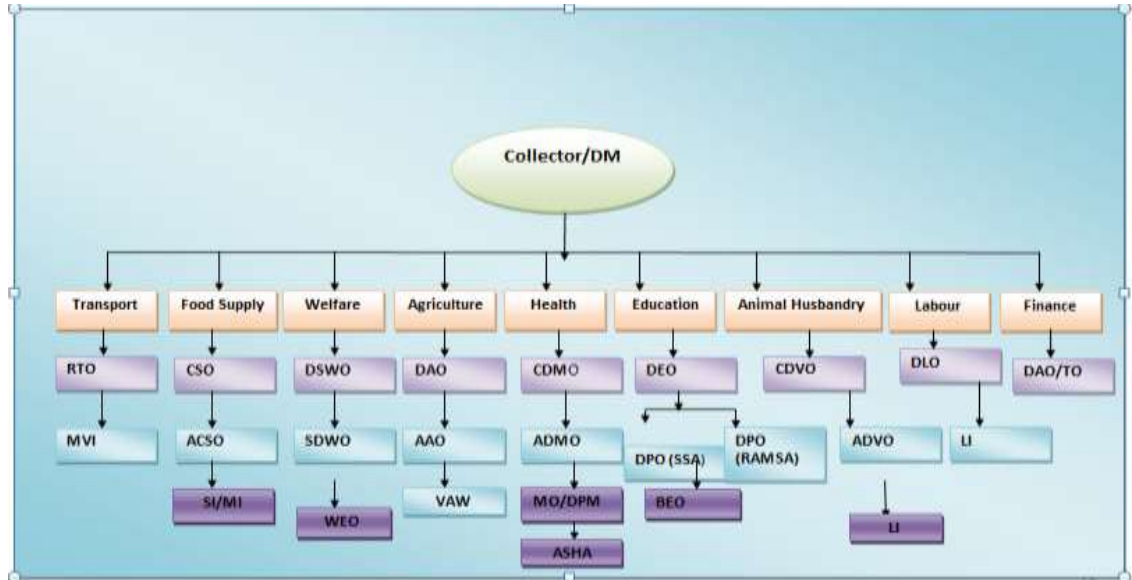 Collector/DM
Transport
Food Supply
Welfare
Agriculture
Health
Education
Animal Husbandry
Labour
Finance
RTO
CSO
DSWO
DAO
CDMO
DEO
CDVO
DLO
DAO/TO
MVI
ACSO
SDWO
AAO
ADMO
DPO (SSA)
DPO
(RAMSA)
ADVO
LI
SI/MI
WEO
VAW
MO/DPM
BEO
LI
ASHA